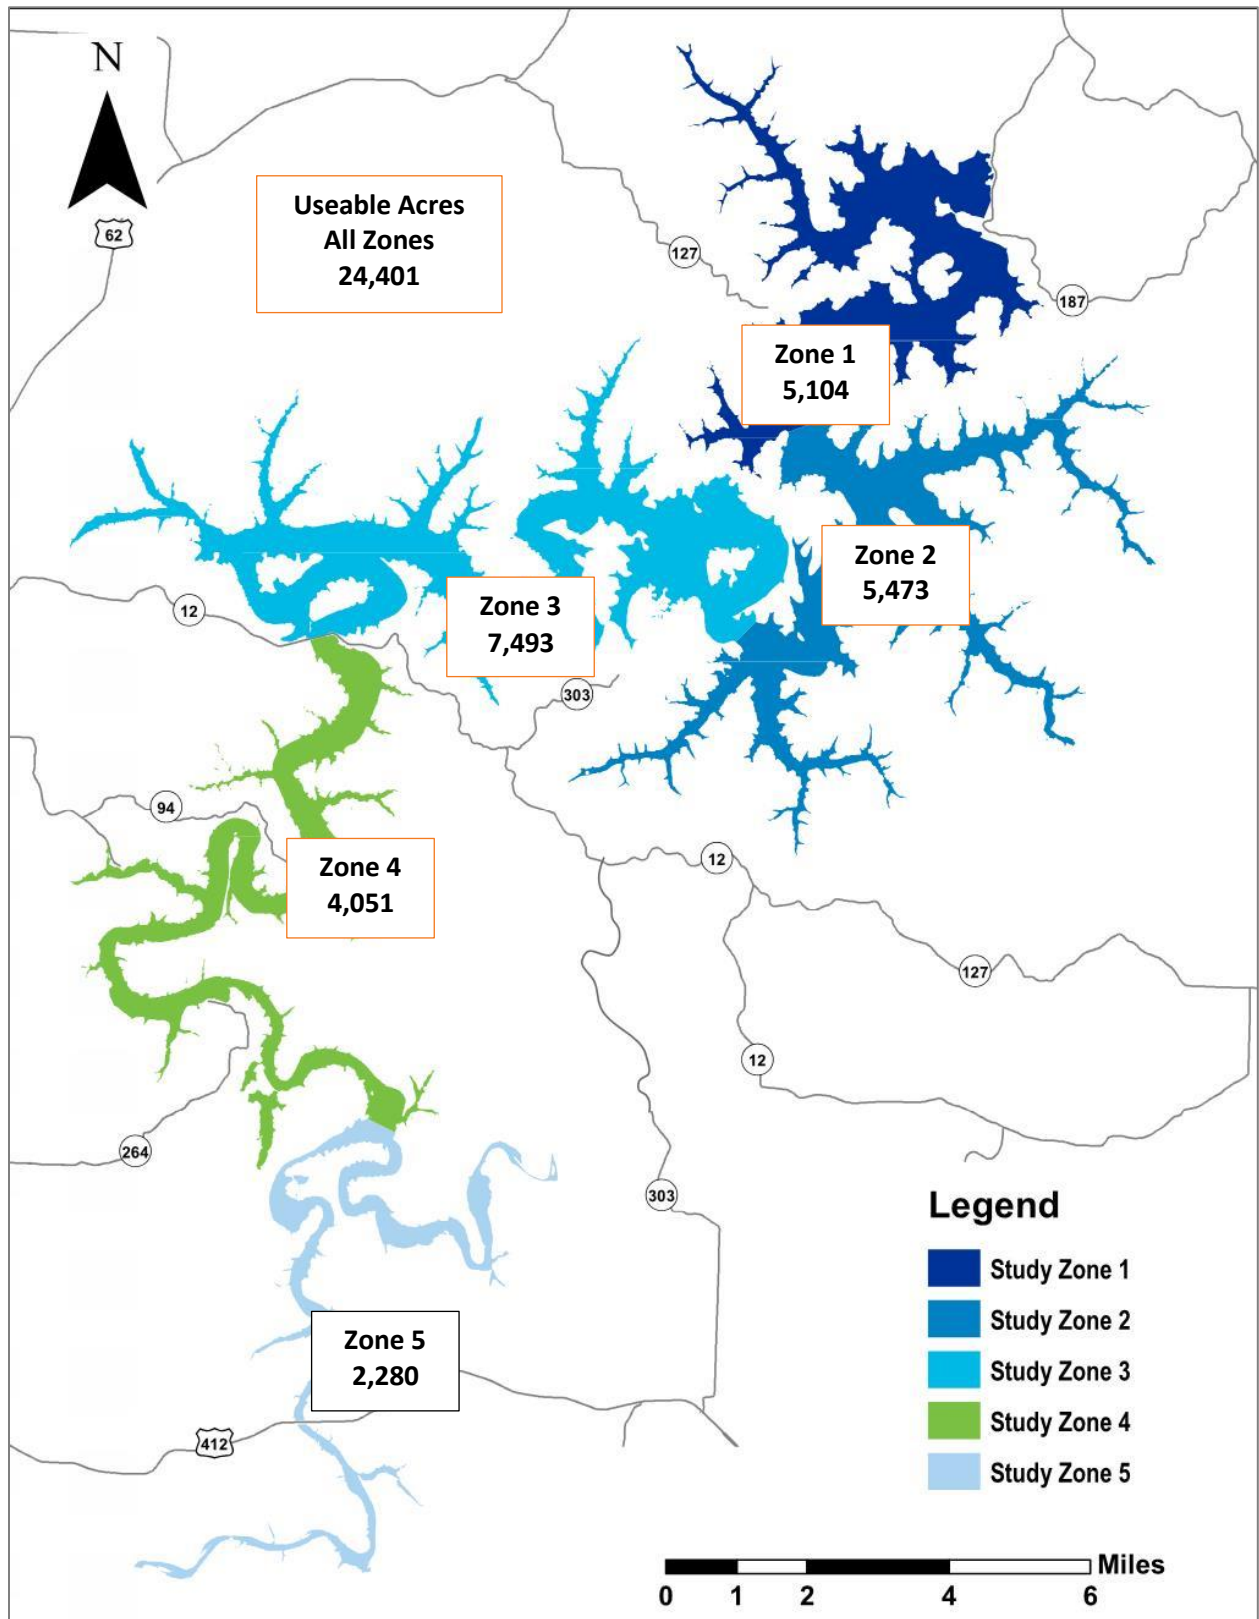 N
62
Useable Acres
All Zones
24,401
127
187
Zone 1
5,104
Zone 2
5,473
Zone 3
7,493
12
303
94
Zone 4
4,051
12
127
12
264
303
Zone 5
2,280
412
Legend
Study Zone 1
Study Zone 2
Study Zone 3
Study Zone 4
Study Zone 5
Miles
0 1 2 4 6